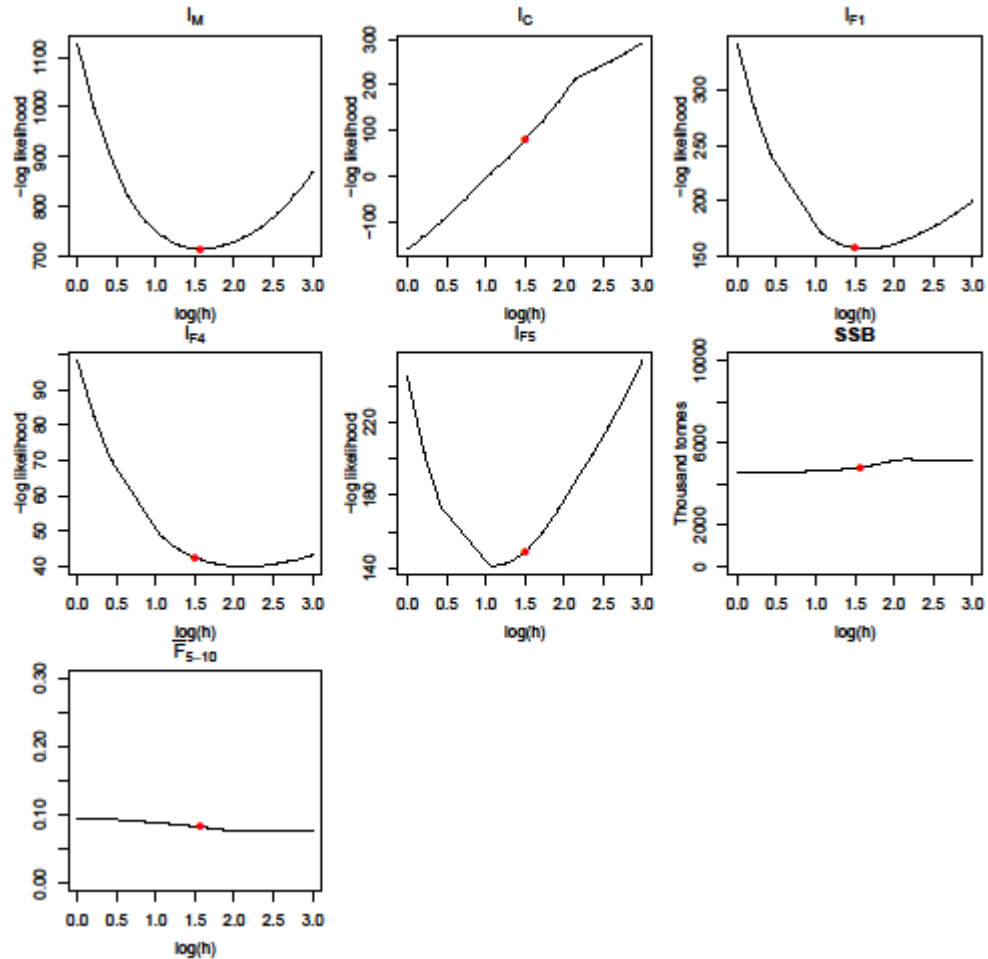 l_M
−log likelihood
700 800 900 1000 1100
0.0 0.5 1.0 1.5 2.0 2.5 3.0
log(h)
l_C
−log likelihood
−100 0 100 200 300
0.0 0.5 1.0 1.5 2.0 2.5 3.0
log(h)
l_F1
−log likelihood
150 200 250 300
0.0 0.5 1.0 1.5 2.0 2.5 3.0
log(h)
l_F4
−log likelihood
40 50 60 70 80 90
0.0 0.5 1.0 1.5 2.0 2.5 3.0
log(h)
l_F5
−log likelihood
140 180 220
0.0 0.5 1.0 1.5 2.0 2.5 3.0
log(h)
SSB
Thousand tonnes
0 2000 6000 10000
0.0 0.5 1.0 1.5 2.0 2.5 3.0
log(h)
F̅_5−10
0.00 0.10 0.20 0.30
0.0 0.5 1.0 1.5 2.0 2.5 3.0
log(h)